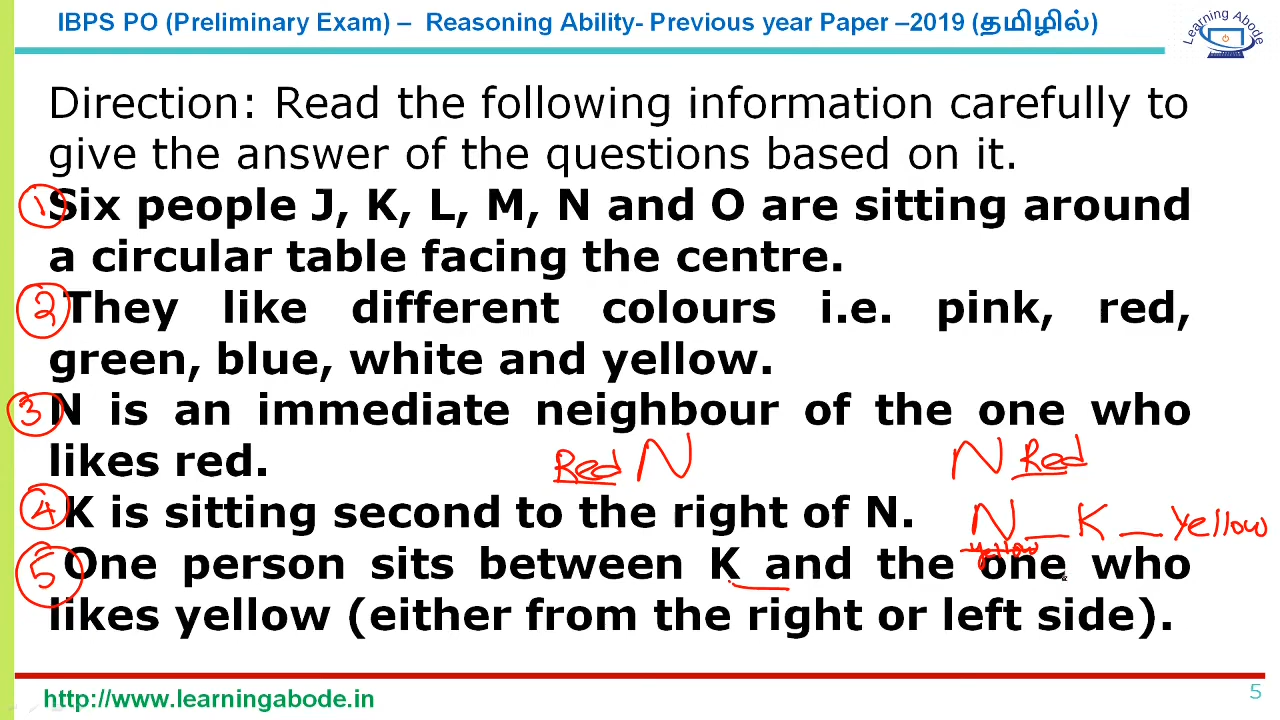 IBPS PO (Preliminary Exam) – Reasoning Ability- Previous year Paper –2019 (தமிழில்)
Learning Abode
Direction: Read the following information carefully to
give the answer of the questions based on it.
① Six people J, K, L, M, N and O are sitting around
a circular table facing the centre.
② They like different colours i.e. pink, red,
green, blue, white and yellow.
③ N is an immediate neighbour of the one who
likes red.
Red N N Red
④ K is sitting second to the right of N.
N _ K _ Yellow
yellow
⑤ One person sits between K and the one who
likes yellow (either from the right or left side).
http://www.learningabode.in
5